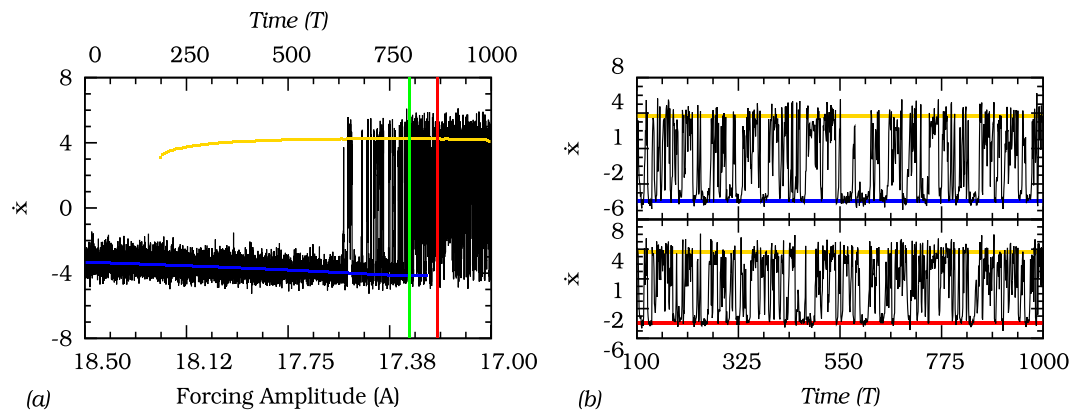 Time (T)
0 250 500 750 1000
8
4
0
-4
-8
ẋ
18.50 18.12 17.75 17.38 17.00
Forcing Amplitude (A)
(a)
8
4
1
-2
-6
ẋ
8
4
1
-2
-6
ẋ
100 325 550 775 1000
Time (T)
(b)